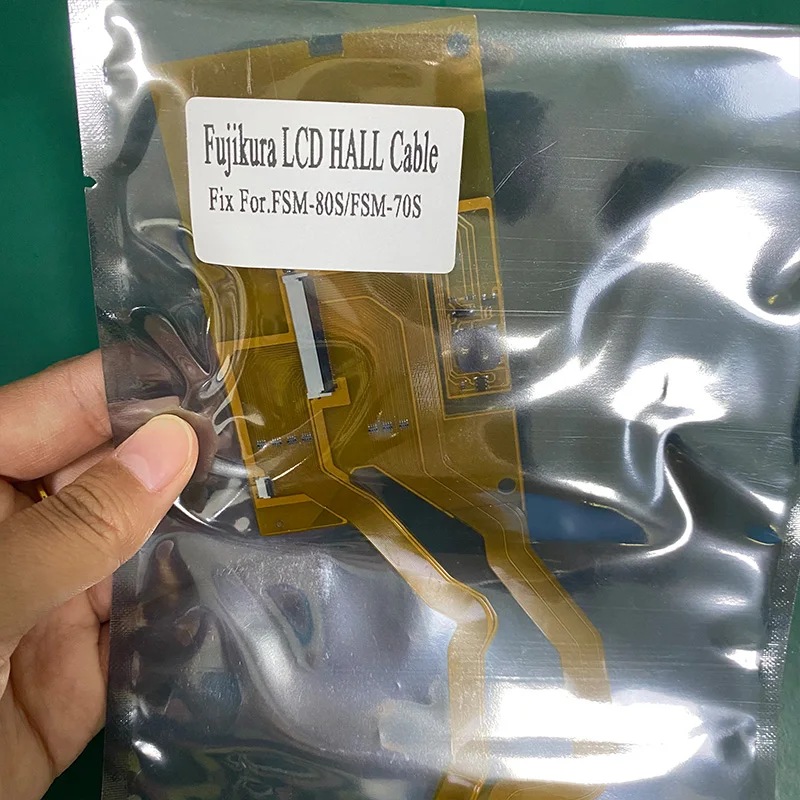 Fujikura LCD HALL Cable
Fix For.FSM-80S/FSM-70S